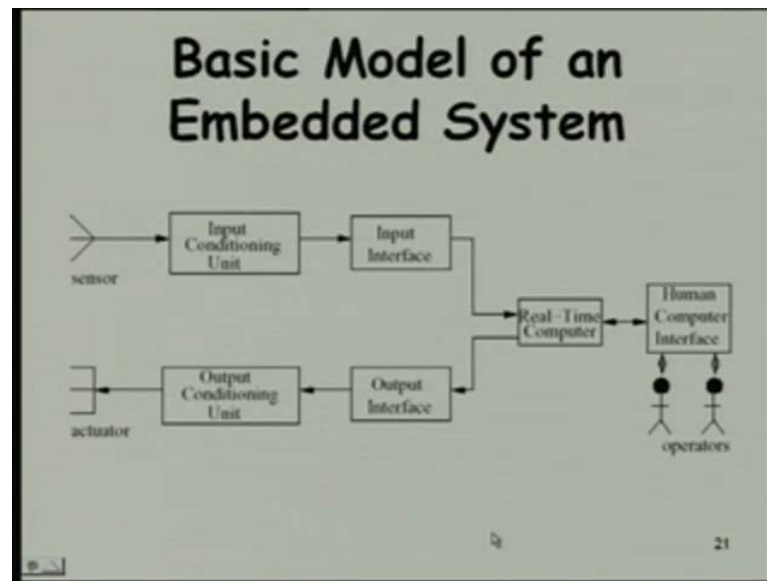 Basic Model of an
Embedded System
Input
Conditioning
Unit
Input
Interface
sensor
Real-Time
Computer
Human
Computer
Interface
Output
Conditioning
Unit
Output
Interface
actuator
operators
21